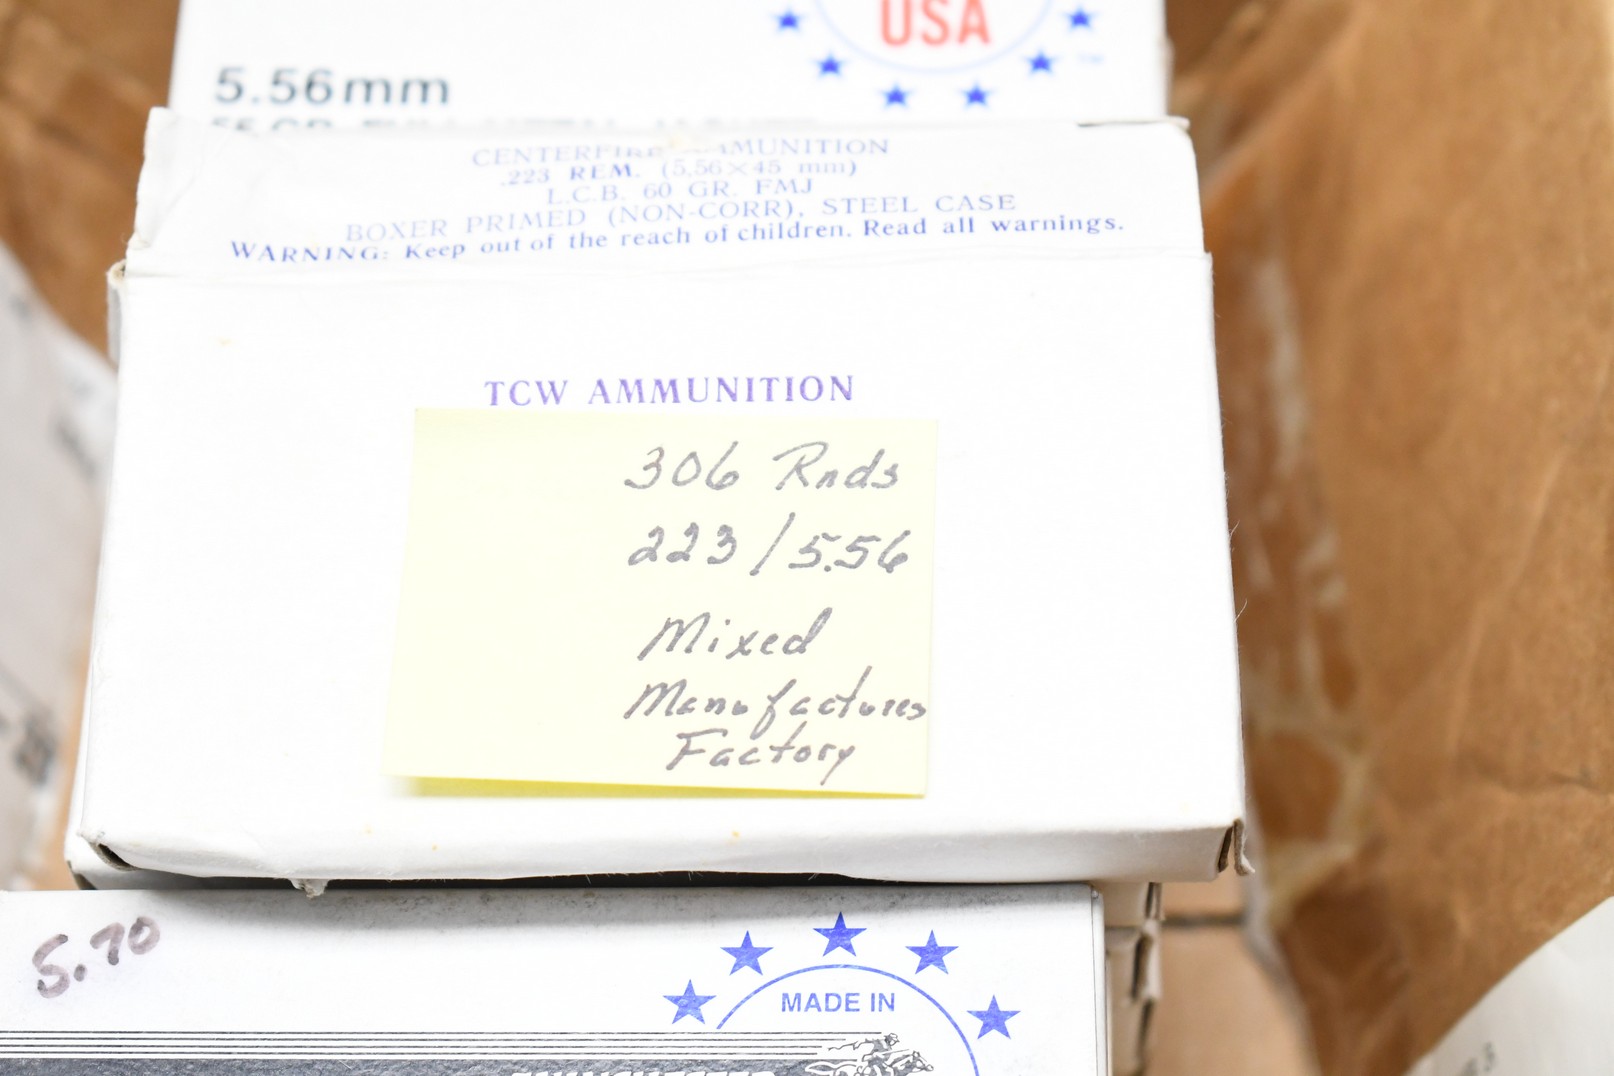 USA
5.56mm
CENTERFIRE AMMUNITION
.223 REM. (5,56×45 mm)
L.C.B. 60 GR. FMJ
BOXER PRIMED (NON-CORR), STEEL CASE
WARNING: Keep out of the reach of children. Read all warnings.
TCW AMMUNITION
306 Rnds
223/5.56
Mixed
Manufactures
Factory
5.70
MADE IN